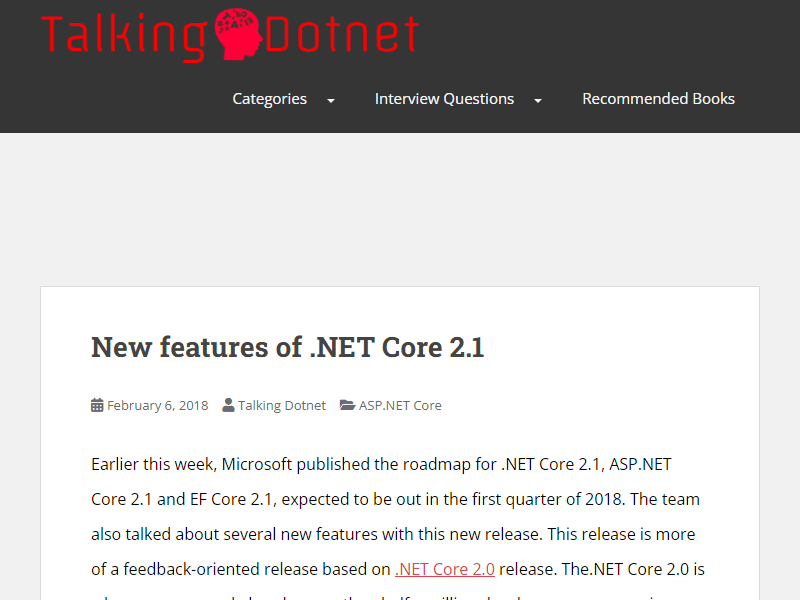 Talking Dotnet
Categories Interview Questions Recommended Books
New features of .NET Core 2.1
February 6, 2018 Talking Dotnet ASP.NET Core
Earlier this week, Microsoft published the roadmap for .NET Core 2.1, ASP.NET
Core 2.1 and EF Core 2.1, expected to be out in the first quarter of 2018. The team
also talked about several new features with this new release. This release is more
of a feedback-oriented release based on .NET Core 2.0 release. The.NET Core 2.0 is